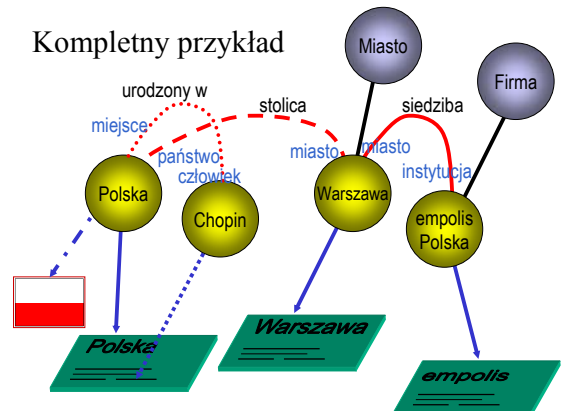 Kompletny przykład
Miasto
Firma
urodzony w
stolica
siedziba
miejsce
państwo
człowiek
miasto
miasto
instytucja
Polska
Chopin
Warszawa
empolis
Polska
Polska
Warszawa
empolis